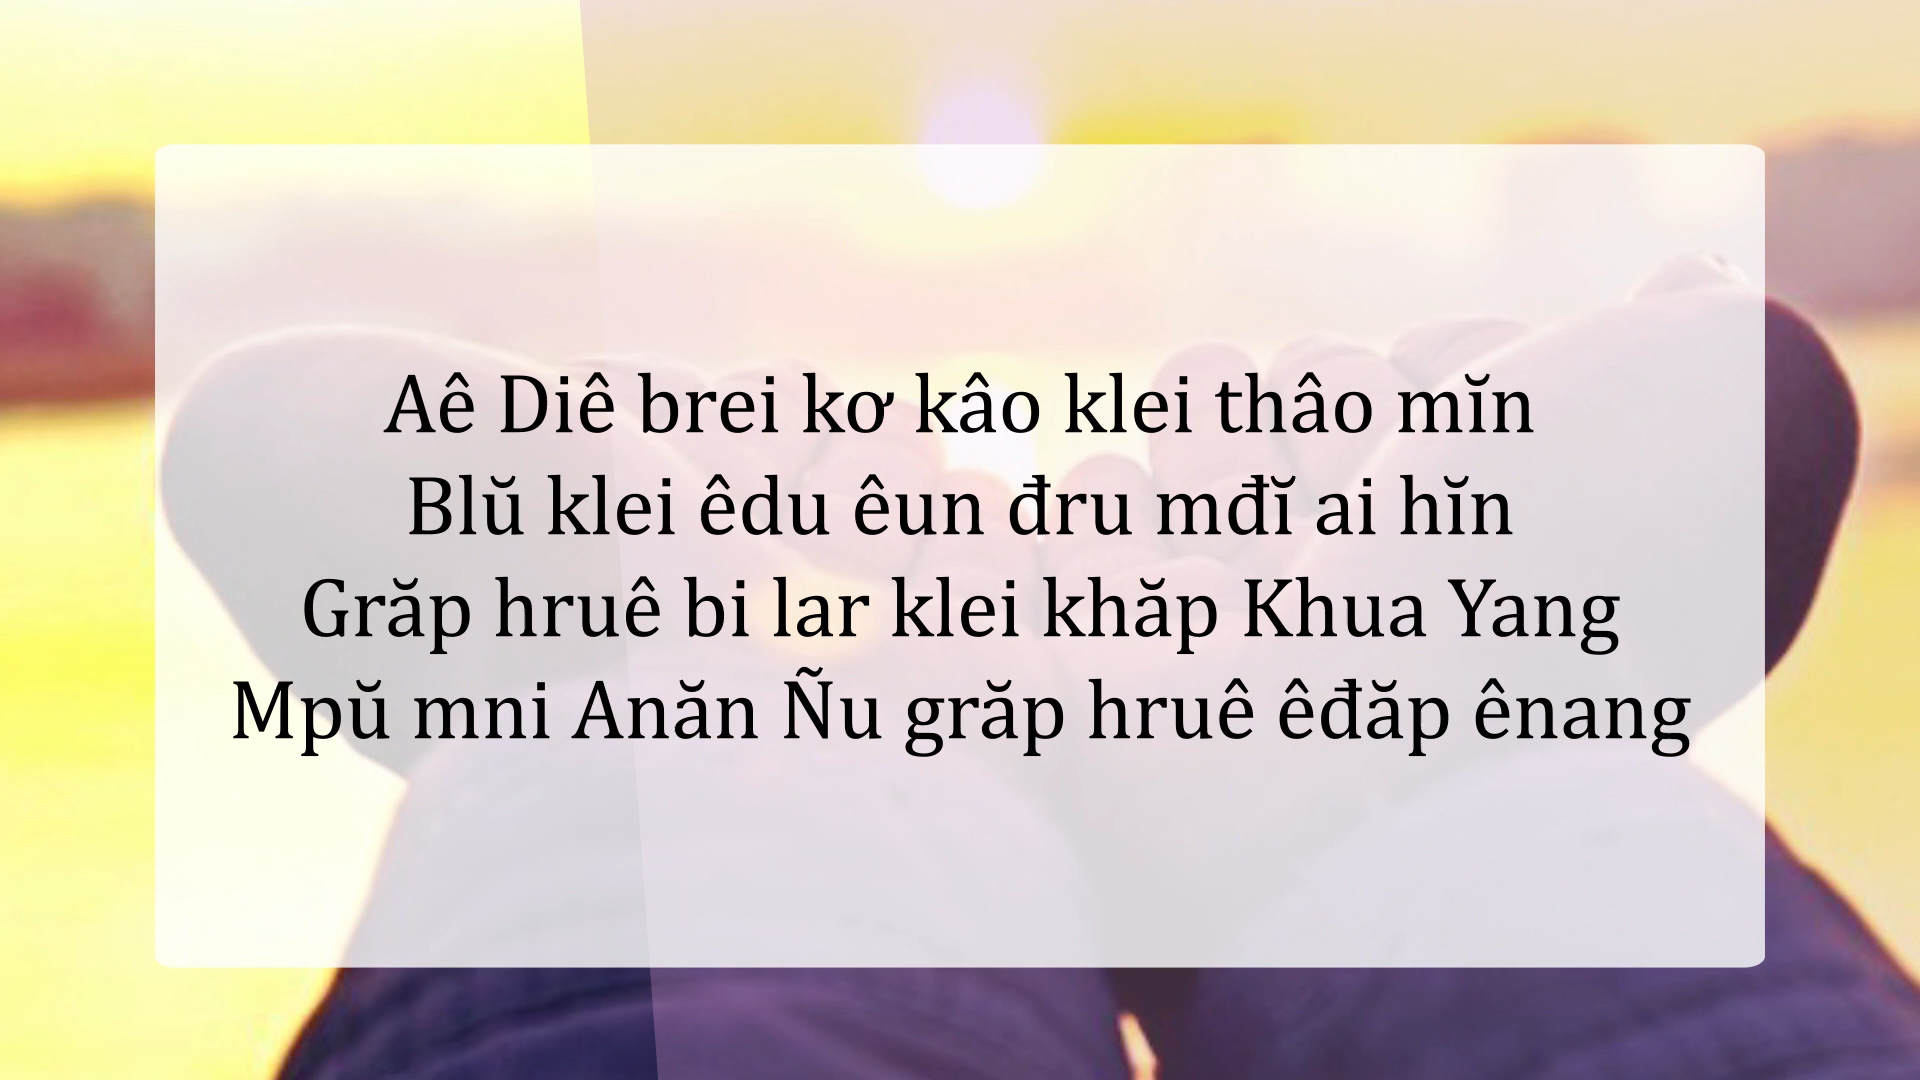 Aê Diê brei kơ kâo klei thâo mĭn
Blŭ klei êdu êun đru mđĭ ai hĭn
Grăp hruê bi lar klei khăp Khua Yang
Mpŭ mni Anăn Ñu grăp hruê êđăp ênang